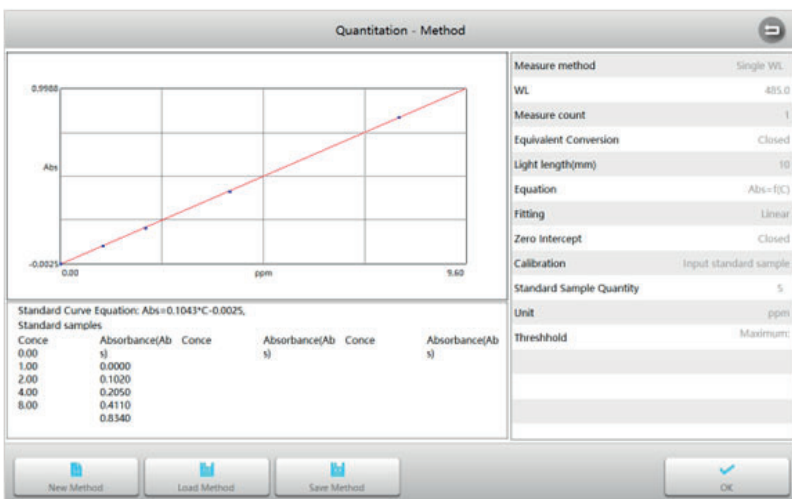 Quantitation - Method
0.9988
Abs
-0.0025
0.00
ppm
9.60
Standard Curve Equation: Abs=0.1043*C-0.0025,
Standard samples
Conce Absorbance(Ab Conce Absorbance(Ab Conce Absorbance(Ab
0.00 s) s) s)
1.00 0.0000
2.00 0.1020
4.00 0.2050
8.00 0.4110
0.8340
Measure method Single WL
WL 485.0
Measure count 1
Equivalent Conversion Closed
Light length(mm) 10
Equation Abs=f(C)
Fitting Linear
Zero Intercept Closed
Calibration Input standard sample
Standard Sample Quantity 5
Unit ppm
Threshhold Maximum:
New Method
Load Method
Save Method
OK